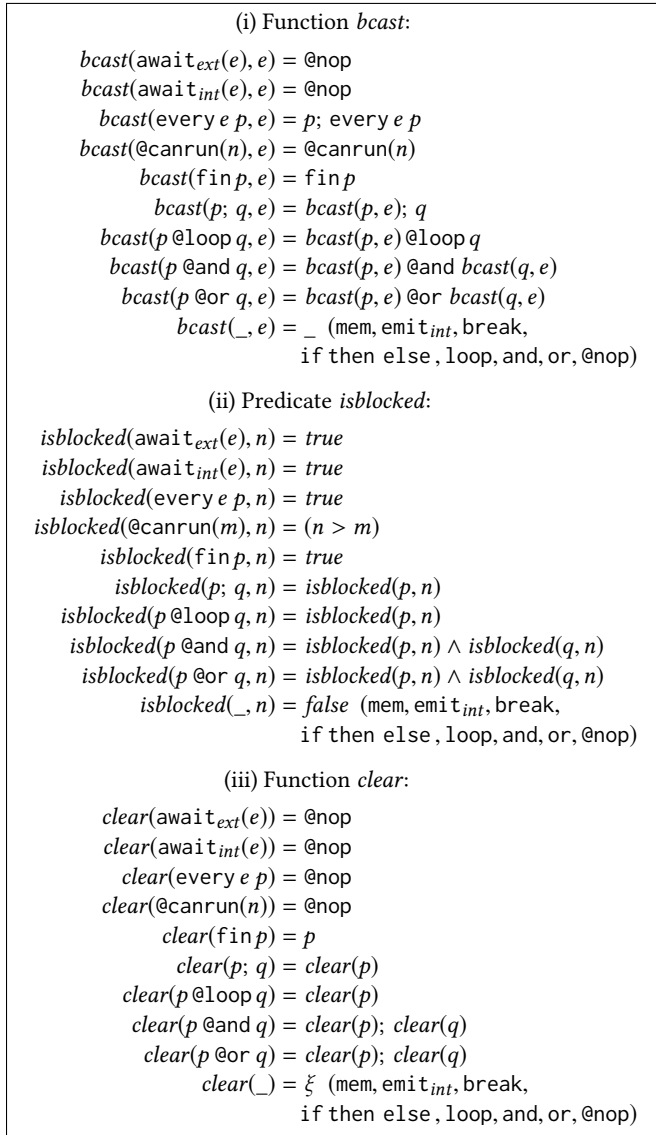 (i) Function bcast:
bcast(await_ext(e), e) = @nop
bcast(await_int(e), e) = @nop
bcast(every e p, e) = p; every e p
bcast(@canrun(n), e) = @canrun(n)
bcast(fin p, e) = fin p
bcast(p; q, e) = bcast(p, e); q
bcast(p @loop q, e) = bcast(p, e) @loop q
bcast(p @and q, e) = bcast(p, e) @and bcast(q, e)
bcast(p @or q, e) = bcast(p, e) @or bcast(q, e)
bcast(_, e) = _ (mem, emit_int, break,
if then else, loop, and, or, @nop)
(ii) Predicate isblocked:
isblocked(await_ext(e), n) = true
isblocked(await_int(e), n) = true
isblocked(every e p, n) = true
isblocked(@canrun(m), n) = (n > m)
isblocked(fin p, n) = true
isblocked(p; q, n) = isblocked(p, n)
isblocked(p @loop q, n) = isblocked(p, n)
isblocked(p @and q, n) = isblocked(p, n) ∧ isblocked(q, n)
isblocked(p @or q, n) = isblocked(p, n) ∧ isblocked(q, n)
isblocked(_, n) = false (mem, emit_int, break,
if then else, loop, and, or, @nop)
(iii) Function clear:
clear(await_ext(e)) = @nop
clear(await_int(e)) = @nop
clear(every e p) = @nop
clear(@canrun(n)) = @nop
clear(fin p) = p
clear(p; q) = clear(p)
clear(p @loop q) = clear(p)
clear(p @and q) = clear(p); clear(q)
clear(p @or q) = clear(p); clear(q)
clear(_) = ξ (mem, emit_int, break,
if then else, loop, and, or, @nop)